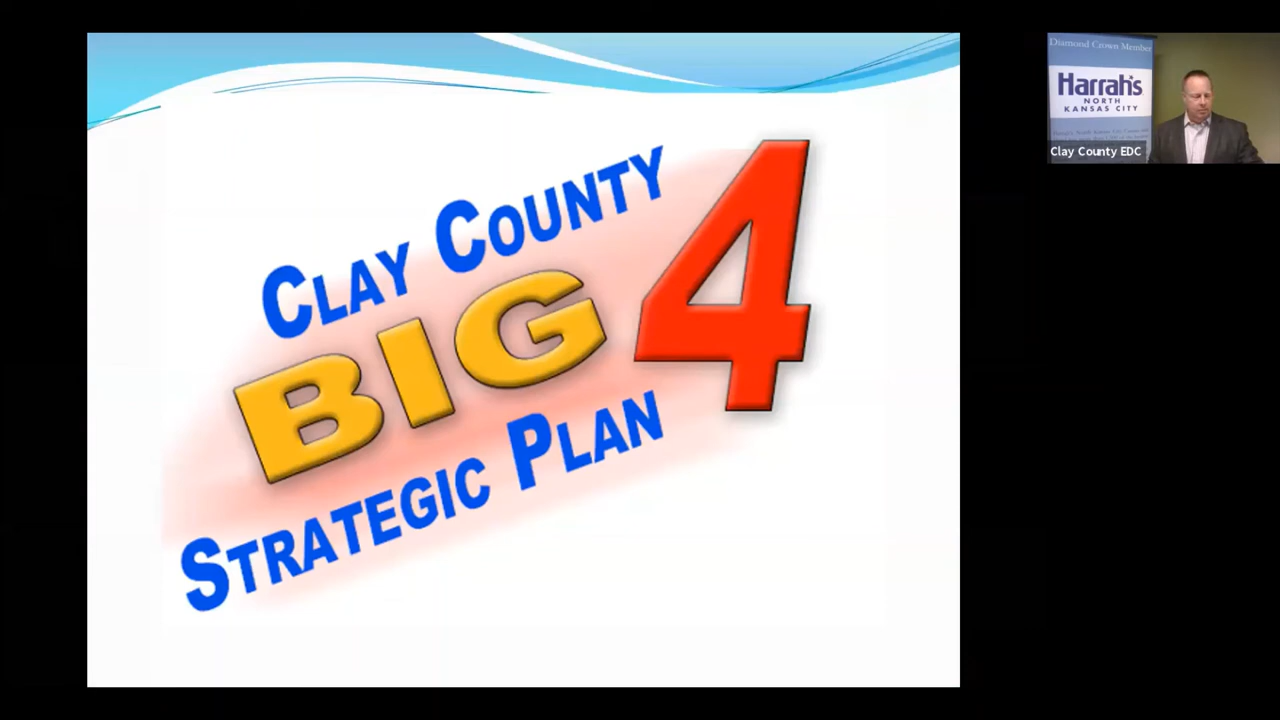 CLAY COUNTY
BIG 4
STRATEGIC PLAN
Diamond Crown Member
Harrah's
NORTH
KANSAS CITY
Clay County EDC